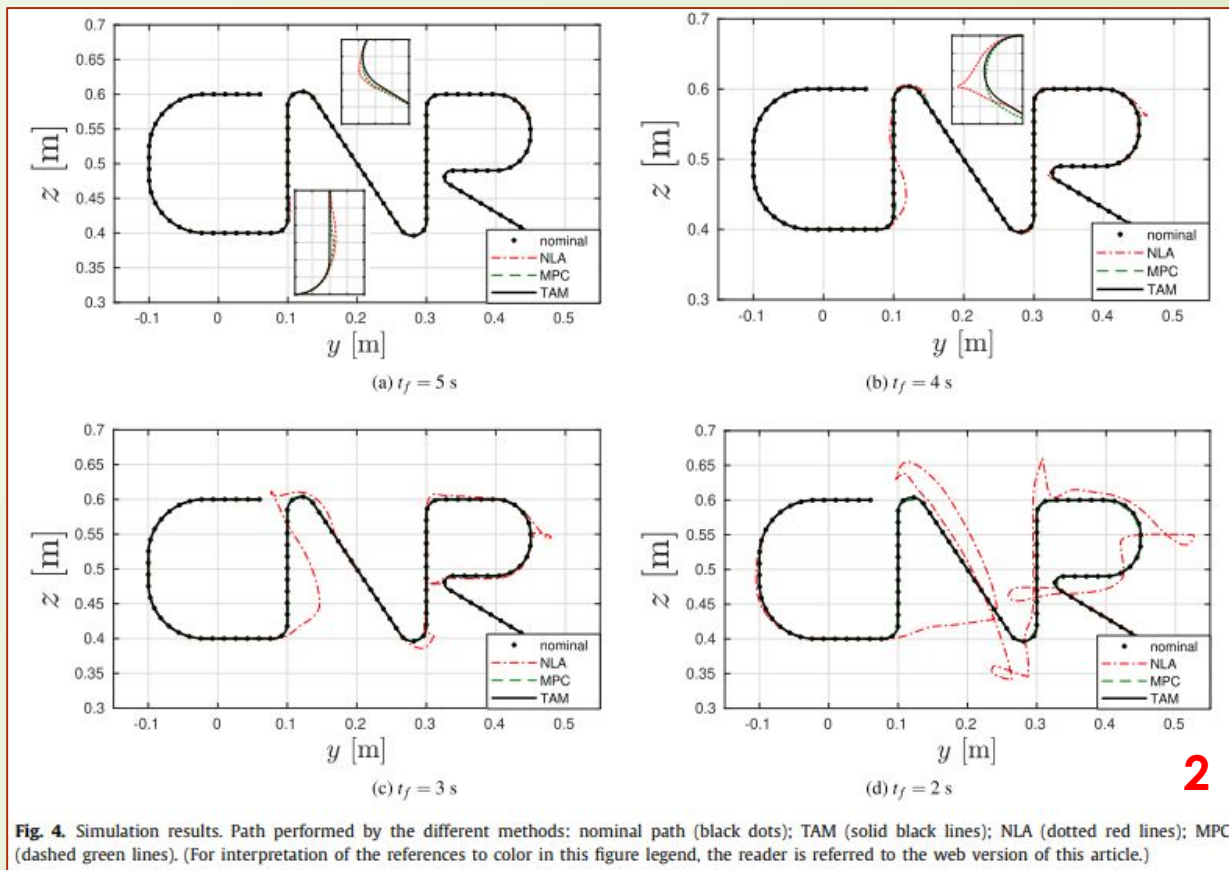 0.7
0.65
0.6
0.55
0.5
0.45
0.4
0.35
0.3
z [m]
-0.1 0 0.1 0.2 0.3 0.4 0.5
y [m]
nominal
NLA
MPC
TAM
(a) t_f = 5 s
0.7
0.6
0.5
0.4
0.3
z [m]
-0.1 0 0.1 0.2 0.3 0.4 0.5
y [m]
nominal
NLA
MPC
TAM
(b) t_f = 4 s
0.7
0.65
0.6
0.55
0.5
0.45
0.4
0.35
0.3
z [m]
-0.1 0 0.1 0.2 0.3 0.4 0.5
y [m]
nominal
NLA
MPC
TAM
(c) t_f = 3 s
0.7
0.65
0.6
0.55
0.5
0.45
0.4
0.35
0.3
z [m]
-0.1 0 0.1 0.2 0.3 0.4 0.5
y [m]
nominal
NLA
MPC
TAM
(d) t_f = 2 s
2
Fig. 4. Simulation results. Path performed by the different methods: nominal path (black dots); TAM (solid black lines); NLA (dotted red lines); MPC
(dashed green lines). (For interpretation of the references to color in this figure legend, the reader is referred to the web version of this article.)